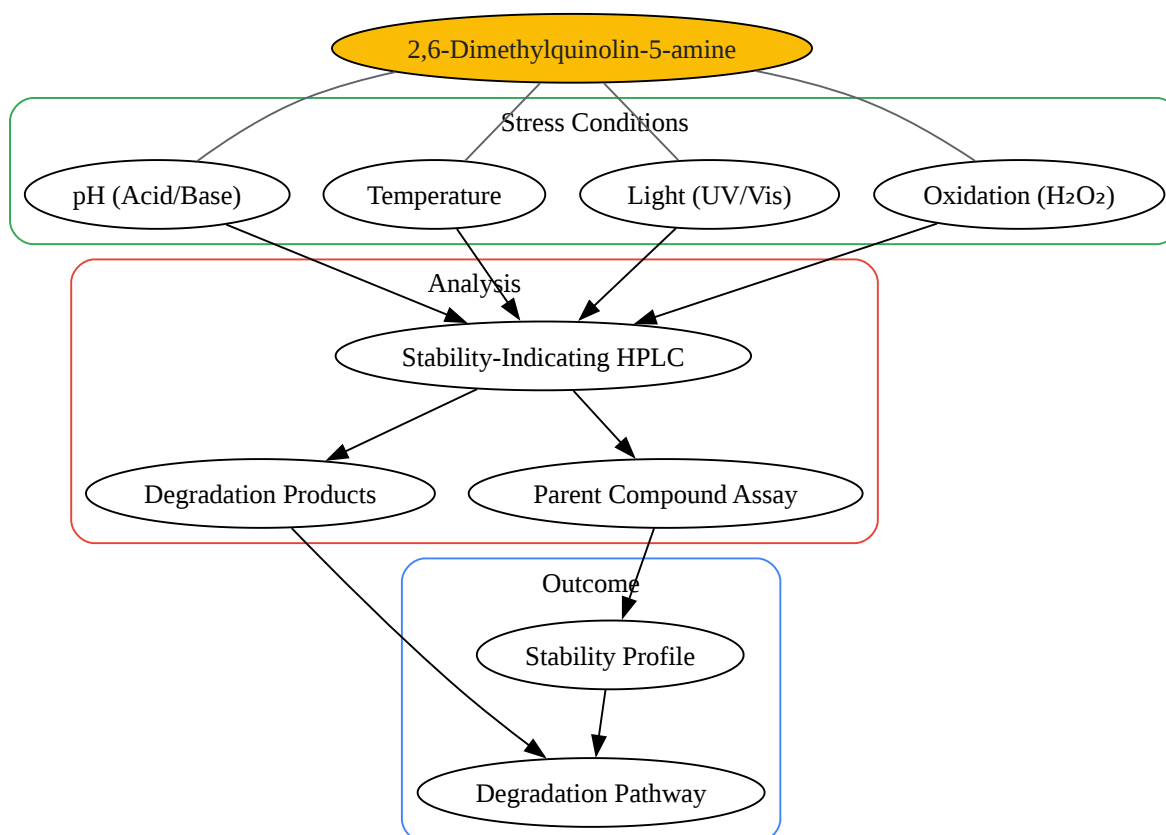 2,6-Dimethylquinolin-5-amine
Stress Conditions
pH (Acid/Base)
Temperature
Light (UV/Vis)
Oxidation (H₂O₂)
Analysis
Stability-Indicating HPLC
Degradation Products
Parent Compound Assay
Outcome
Stability Profile
Degradation Pathway